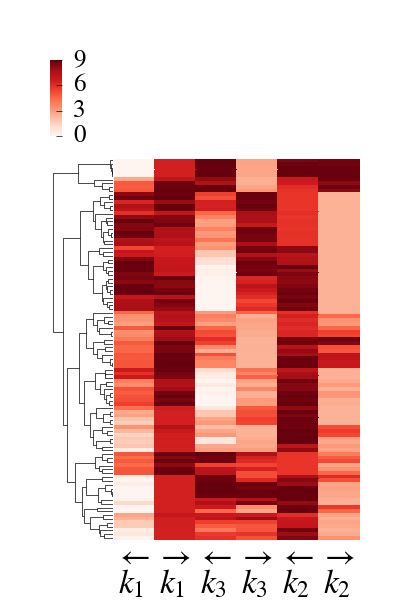 9
6
3
0
← → ← → ← →
k₁ k₁ k₃ k₃ k₂ k₂